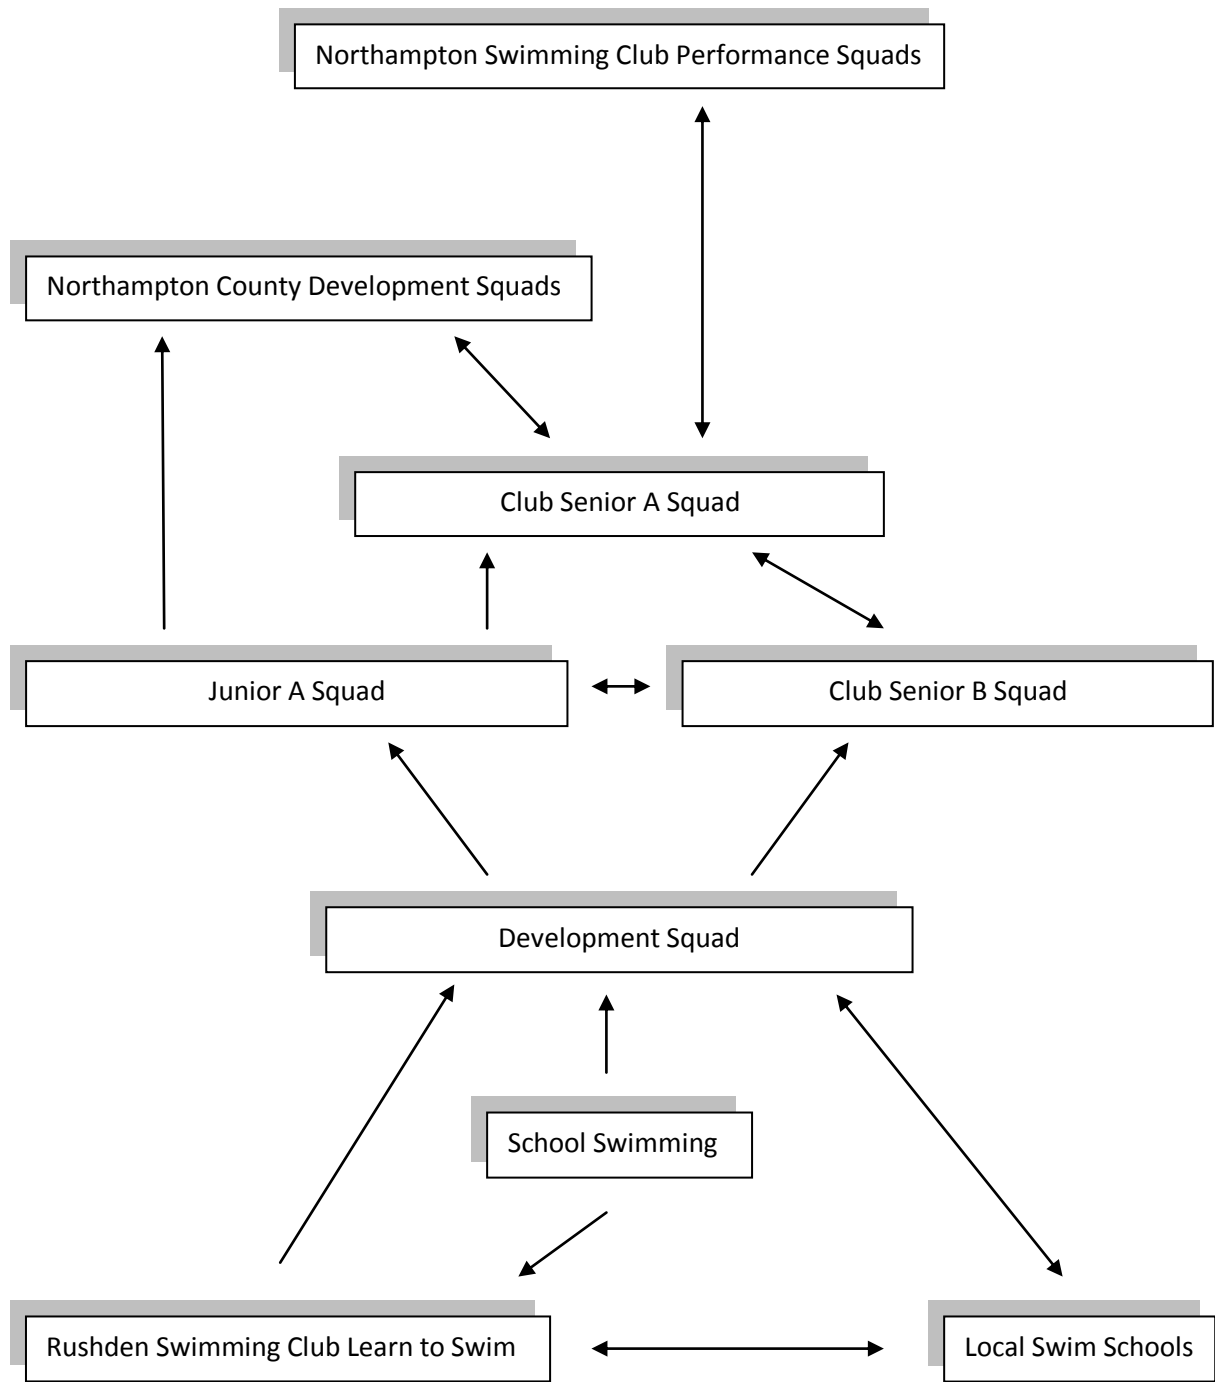 Northampton Swimming Club Performance Squads
Northampton County Development Squads
Club Senior A Squad
Junior A Squad
Club Senior B Squad
Development Squad
School Swimming
Rushden Swimming Club Learn to Swim
Local Swim Schools